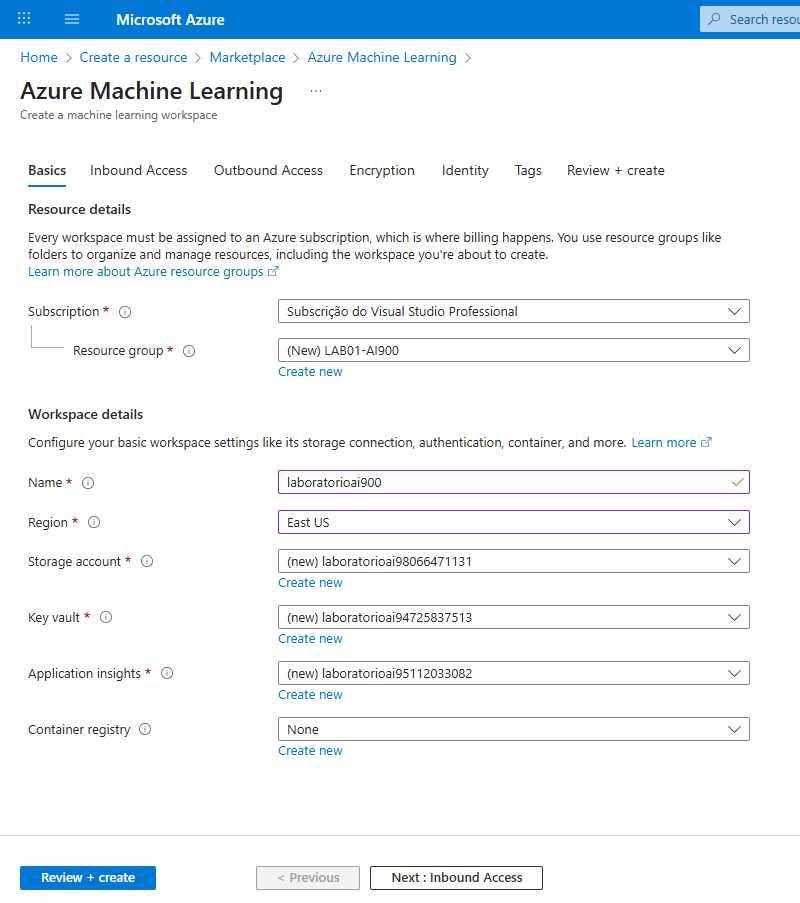 Microsoft Azure
Search resou
Home > Create a resource > Marketplace > Azure Machine Learning >
Azure Machine Learning ...
Create a machine learning workspace
Basics Inbound Access Outbound Access Encryption Identity Tags Review + create
Resource details
Every workspace must be assigned to an Azure subscription, which is where billing happens. You use resource groups like
folders to organize and manage resources, including the workspace you're about to create.
Learn more about Azure resource groups
Subscription * Subscrição do Visual Studio Professional
Resource group * (New) LAB01-AI900
Create new
Workspace details
Configure your basic workspace settings like its storage connection, authentication, container, and more. Learn more
Name * laboratorioai900
Region * East US
Storage account * (new) laboratorioai98066471131
Create new
Key vault * (new) laboratorioai94725837513
Create new
Application insights * (new) laboratorioai95112033082
Create new
Container registry None
Create new
Review + create < Previous Next : Inbound Access